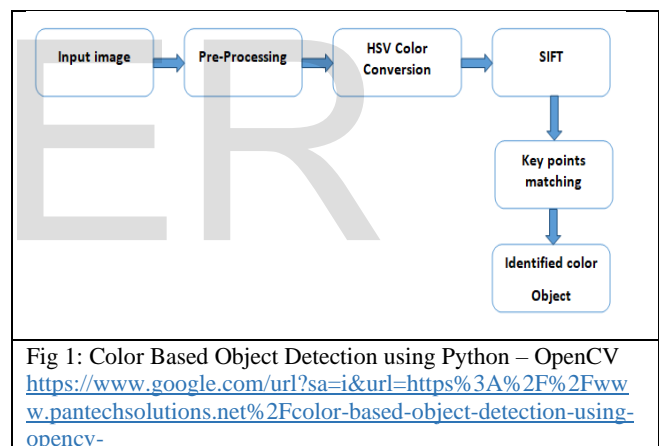 ER
Input image
Pre-Processing
HSV Color
Conversion
SIFT
Key points
matching
Identified color
Object
Fig 1: Color Based Object Detection using Python – OpenCV
https://www.google.com/url?sa=i&url=https%3A%2F%2Fww
w.pantechsolutions.net%2Fcolor-based-object-detection-using-
opencv-